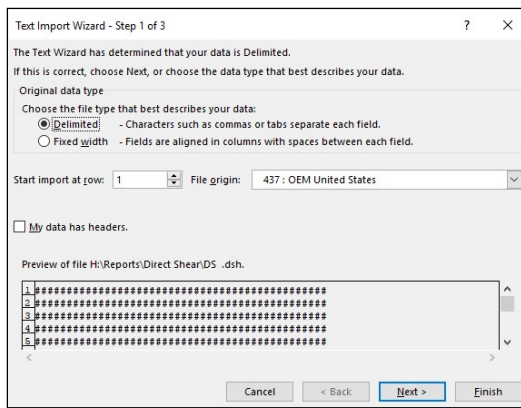 Text Import Wizard - Step 1 of 3 ? ×
The Text Wizard has determined that your data is Delimited.
If this is correct, choose Next, or choose the data type that best describes your data.
Original data type
Choose the file type that best describes your data:
Delimited - Characters such as commas or tabs separate each field.
Fixed width - Fields are aligned in columns with spaces between each field.
Start import at row: 1 File origin: 437 : OEM United States
My data has headers.
Preview of file H:\Reports\Direct Shear\DS .dsh.
1 ##############################################
2 ##############################################
3 ##############################################
4 ##############################################
5 ##############################################
Cancel < Back Next > Finish